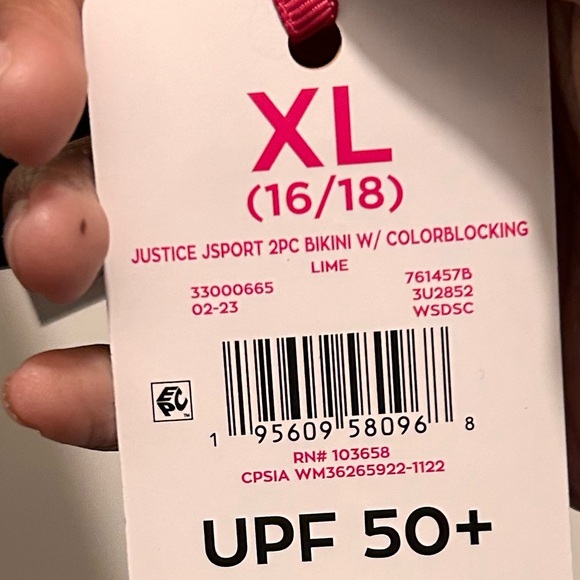 XL
(16/18)
JUSTICE JSPORT 2PC BIKINI W/ COLORBLOCKING
LIME
33000665 761457B
02-23 3U2852
WSDSC
EPC™
1 95609 58096 8
RN# 103658
CPSIA WM36265922-1122
UPF 50+